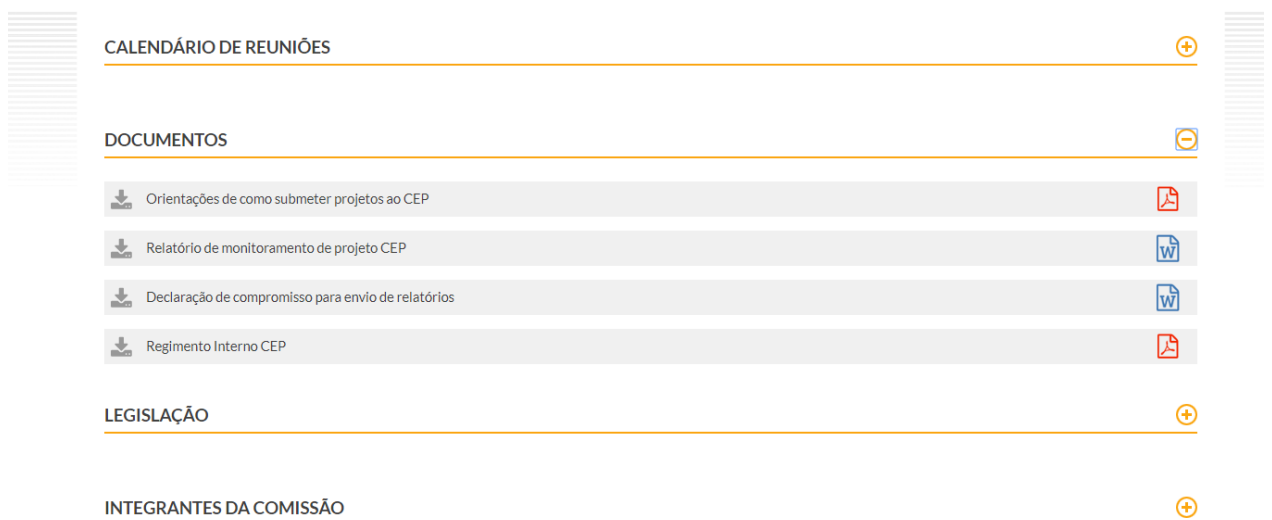 CALENDÁRIO DE REUNIÕES
DOCUMENTOS
Orientações de como submeter projetos ao CEP
Relatório de monitoramento de projeto CEP
Declaração de compromisso para envio de relatórios
Regimento Interno CEP
LEGISLAÇÃO
INTEGRANTES DA COMISSÃO